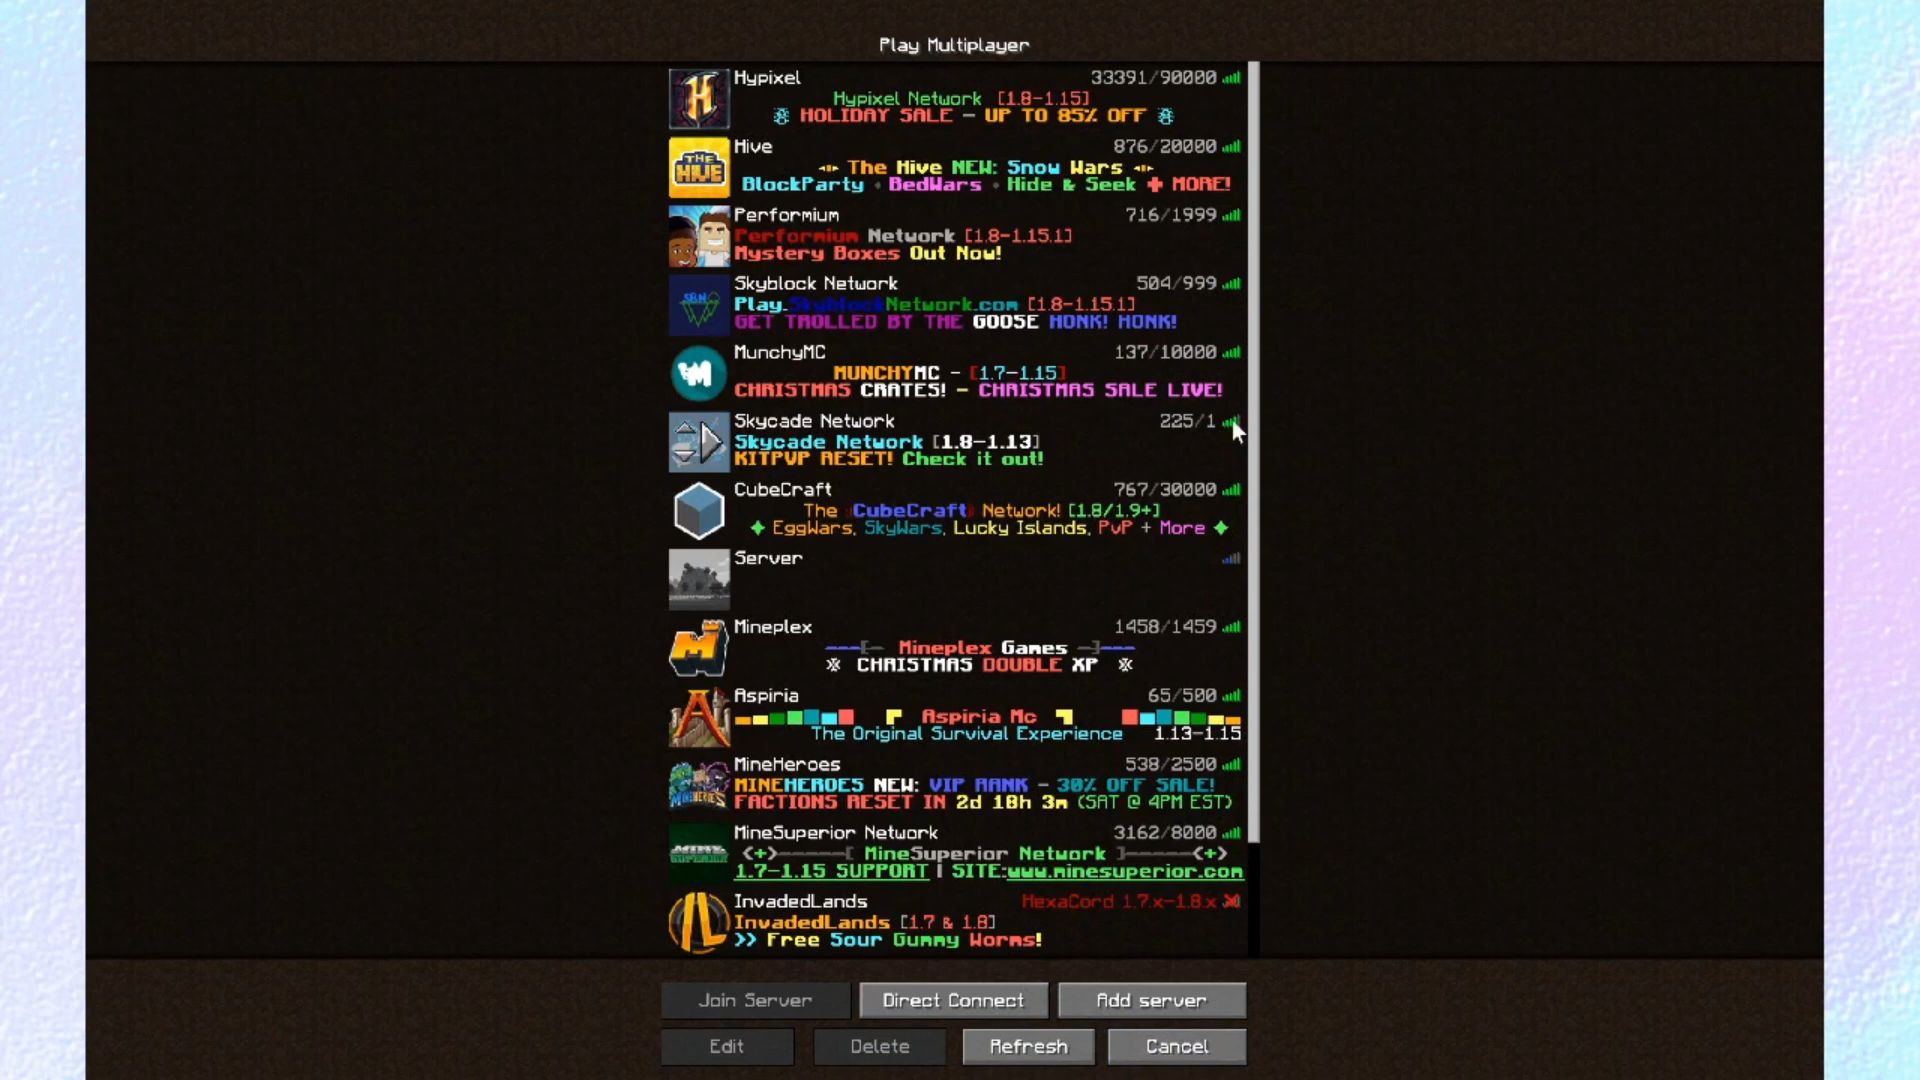 Play Multiplayer
Hypixel 33391/90000
Hypixel Network [1.8-1.15]
HOLIDAY SALE - UP TO 85% OFF
Hive 876/20000
THE HIVE
The Hive NEW: Snow Wars
BlockParty • BedWars • Hide & Seek + MORE!
Performium 716/1999
Performium Network [1.8-1.15.1]
Mystery Boxes Out Now!
Skyblock Network 504/999
SBN
Play.SkyblockNetwork.com [1.8-1.15.1]
GET TROLLED BY THE GOOSE HONK! HONK!
MunchyMC 137/10000
MUNCHYMC - [1.7-1.15]
CHRISTMAS CRATES! - CHRISTMAS SALE LIVE!
Skycade Network 225/1
Skycade Network [1.8-1.13]
KITPVP RESET! Check it out!
CubeCraft 767/30000
The CubeCraft Network! [1.8/1.9+]
EggWars, SkyWars, Lucky Islands, PvP + More
Server
Mineplex 1458/1459
Mineplex Games
CHRISTMAS DOUBLE XP
Aspiria 65/500
Aspiria Mc
The Original Survival Experience 1.13-1.15
MineHeroes 538/2500
MINEHEROES NEW: VIP RANK - 30% OFF SALE!
FACTIONS RESET IN 2d 18h 3m (SAT @ 4PM EST)
MineSuperior Network 3162/8000
<+>-----[ MineSuperior Network ]-----<+>
1.7-1.15 SUPPORT | SITE:www.minesuperior.com
InvadedLands HexaCord 1.7.x-1.8.x
InvadedLands [1.7 & 1.8]
>> Free Sour Gummy Worms!
Join Server Direct Connect Add server
Edit Delete Refresh Cancel